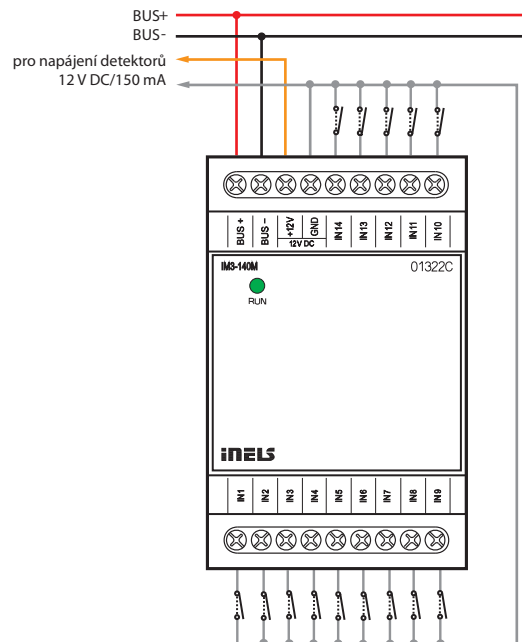 BUS+
BUS-
pro napájení detektorů
12 V DC/150 mA
BUS + BUS – +12V GND IN14 IN13 IN12 IN11 IN10
12V DC
IM3-140M 01322C
RUN
iNELS
IN1 IN2 IN3 IN4 IN5 IN6 IN7 IN8 IN9